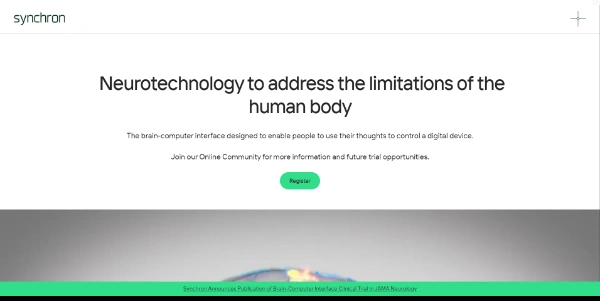 synchron
Neurotechnology to address the limitations of the
human body
The brain-computer interface designed to enable people to use their thoughts to control a digital device.
Join our Online Community for more information and future trial opportunities.
Register
Synchron Announces Publication of Brain-Computer Interface Clinical Trial in JAMA Neurology